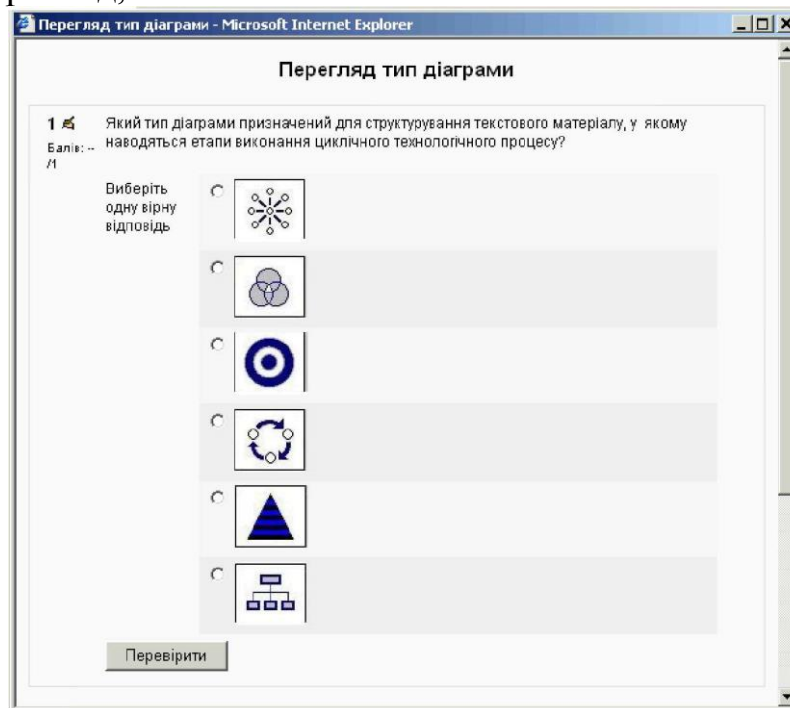 Перегляд тип діаграми - Microsoft Internet Explorer
Перегляд тип діаграми
1
Балів: --
/1
Який тип діаграми призначений для структурування текстового матеріалу, у якому
наводяться етапи виконання циклічного технологічного процесу?
Виберіть
одну вірну
відповідь
Перевірити